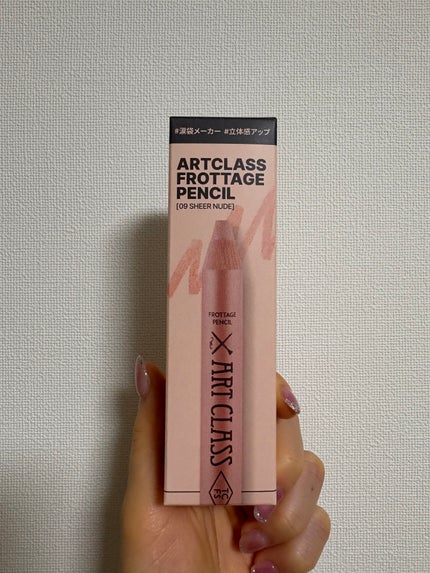 #涙袋メーカー #立体感アップ
ARTCLASS
FROTTAGE
PENCIL
[09 SHEER NUDE]
FROTTAGE
PENCIL
ART CLASS